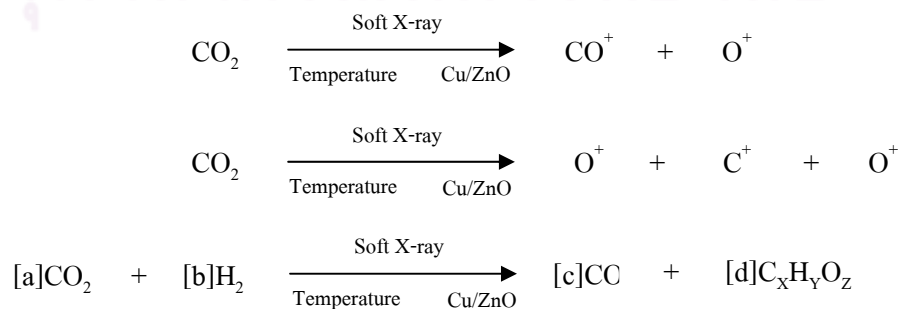 Soft X-ray
CO₂ → CO⁺ + O⁺
Temperature Cu/ZnO
Soft X-ray
CO₂ → O⁺ + C⁺ + O⁺
Temperature Cu/ZnO
Soft X-ray
[a]CO₂ + [b]H₂ → [c]CO + [d]C_XH_YO_Z
Temperature Cu/ZnO